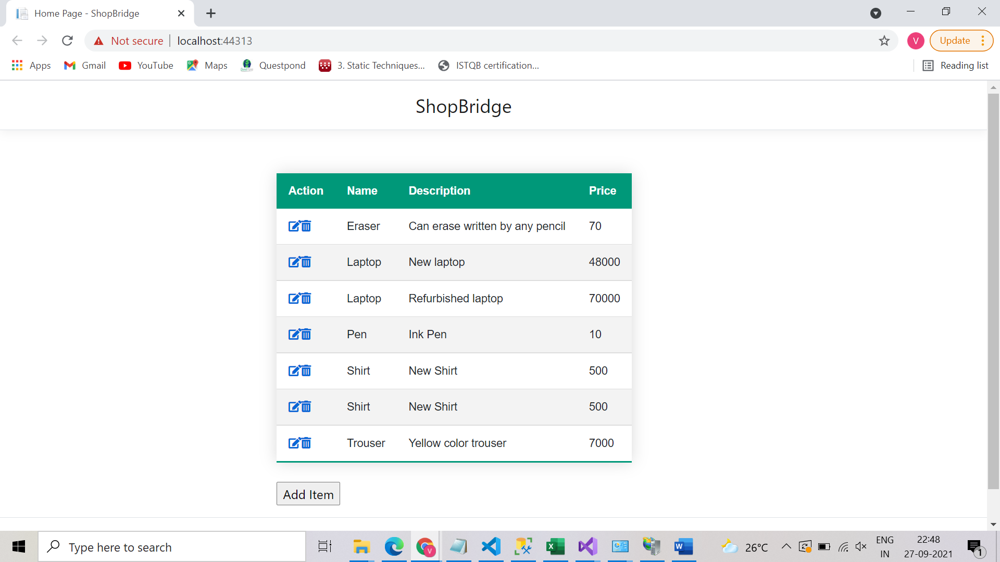 Home Page - ShopBridge
Not secure localhost:44313
V
Update
Apps Gmail YouTube Maps Questpond 3. Static Techniques... ISTQB certification... Reading list
ShopBridge
Action Name Description Price
Eraser Can erase written by any pencil 70
Laptop New laptop 48000
Laptop Refurbished laptop 70000
Pen Ink Pen 10
Shirt New Shirt 500
Shirt New Shirt 500
Trouser Yellow color trouser 7000
Add Item
Type here to search
V
26°C
ENG
IN
22:48
27-09-2021
1